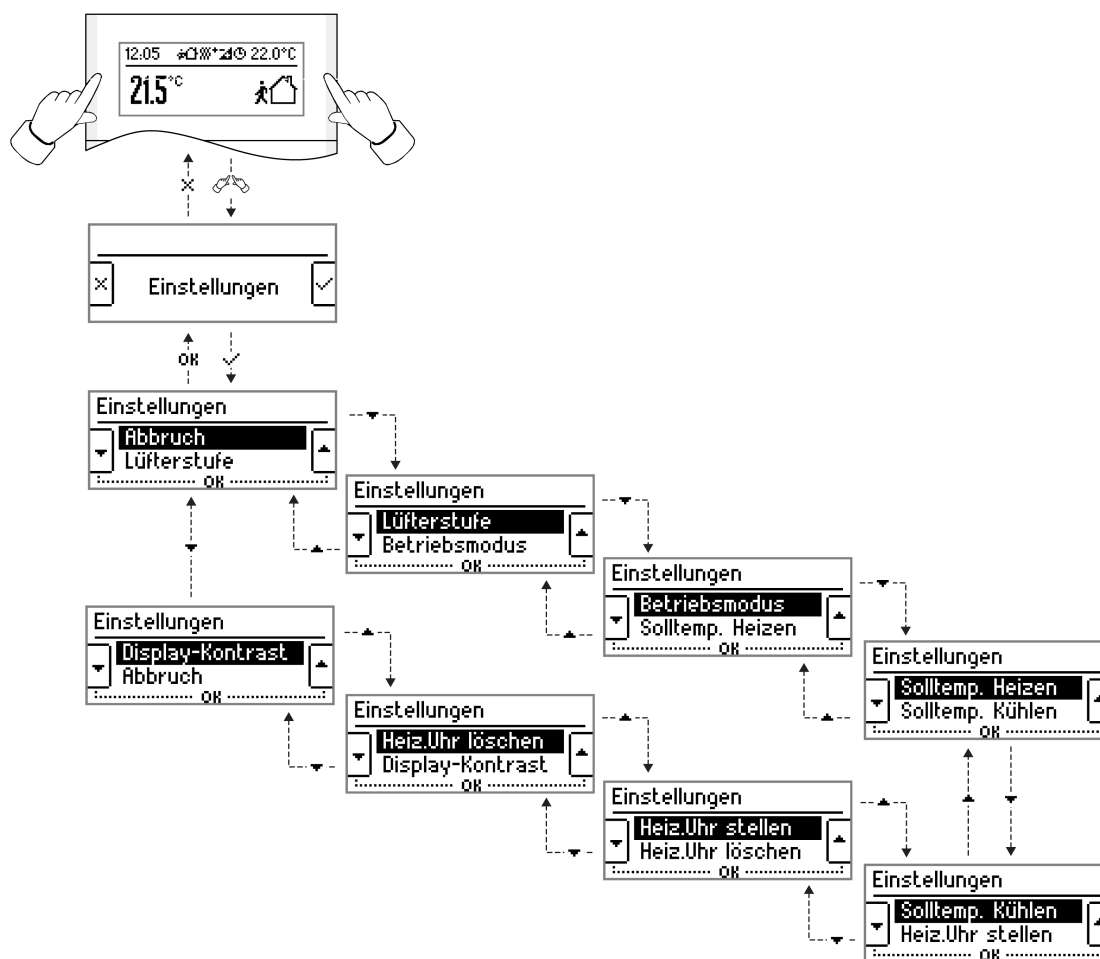 12:05 22.0°C
21.5°C
Einstellungen
OK
Einstellungen
Abbruch
Lüfterstufe
OK
Einstellungen
Lüfterstufe
Betriebsmodus
OK
Einstellungen
Betriebsmodus
Solltemp. Heizen
OK
Einstellungen
Solltemp. Heizen
Solltemp. Kühlen
OK
Einstellungen
Display-Kontrast
Abbruch
OK
Einstellungen
Heiz.Uhr löschen
Display-Kontrast
OK
Einstellungen
Heiz.Uhr stellen
Heiz.Uhr löschen
OK
Einstellungen
Solltemp. Kühlen
Heiz.Uhr stellen
OK